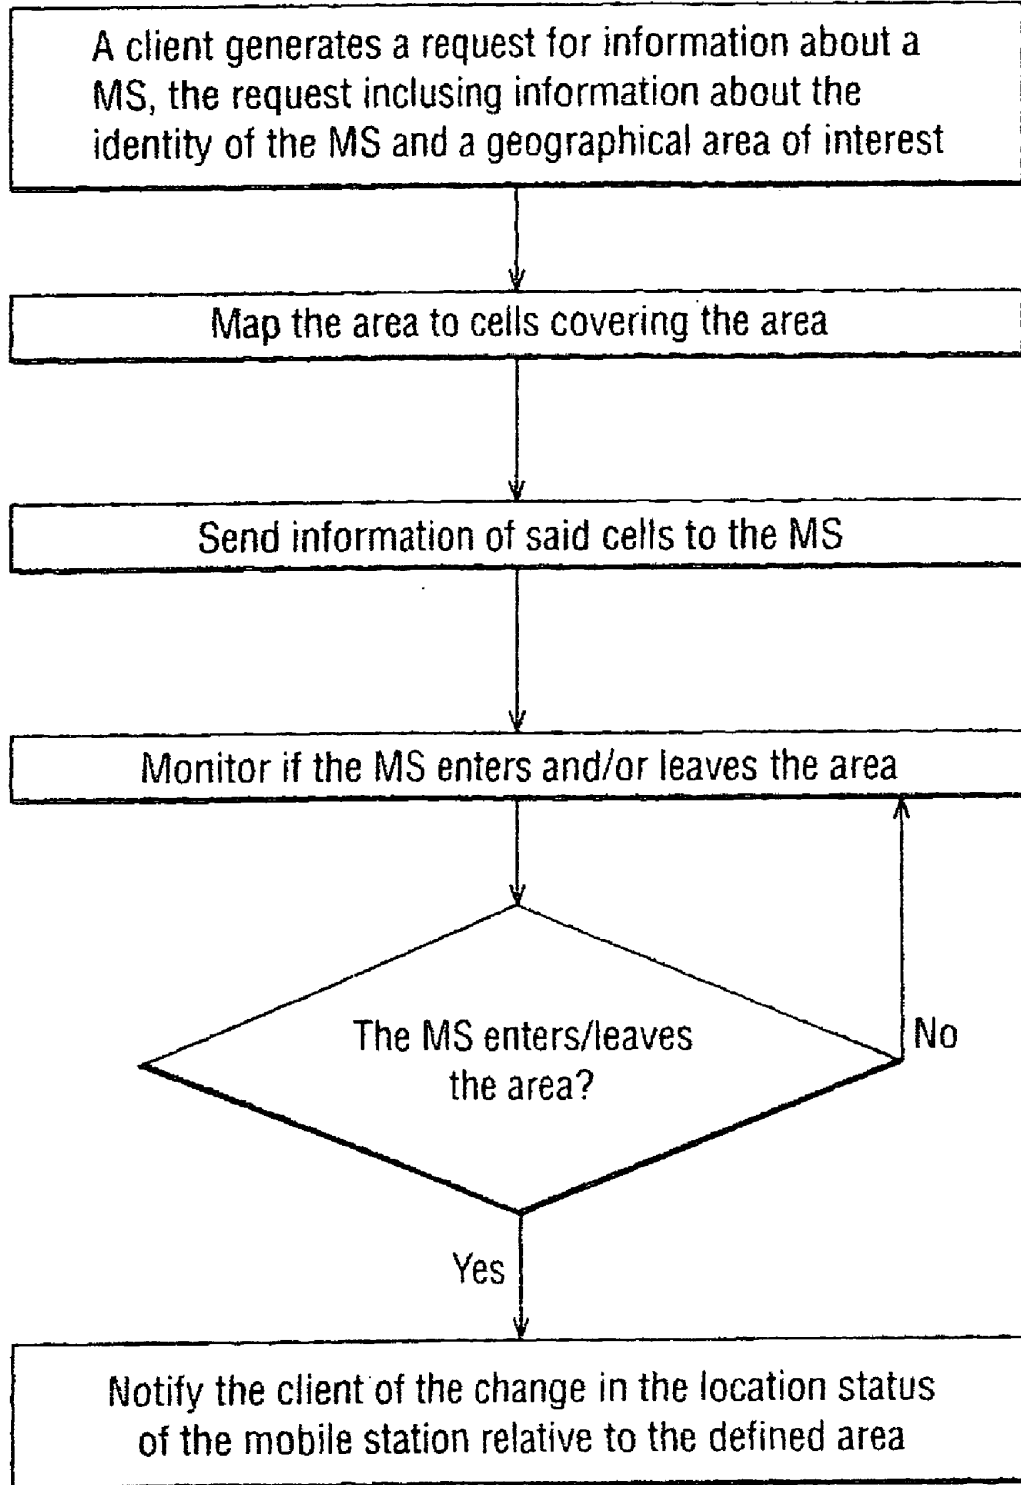 A client generates a request for information about a
MS, the request inclusing information about the
identity of the MS and a geographical area of interest
Map the area to cells covering the area
Send information of said cells to the MS
Monitor if the MS enters and/or leaves the area
The MS enters/leaves
the area?
No
Yes
Notify the client of the change in the location status
of the mobile station relative to the defined area